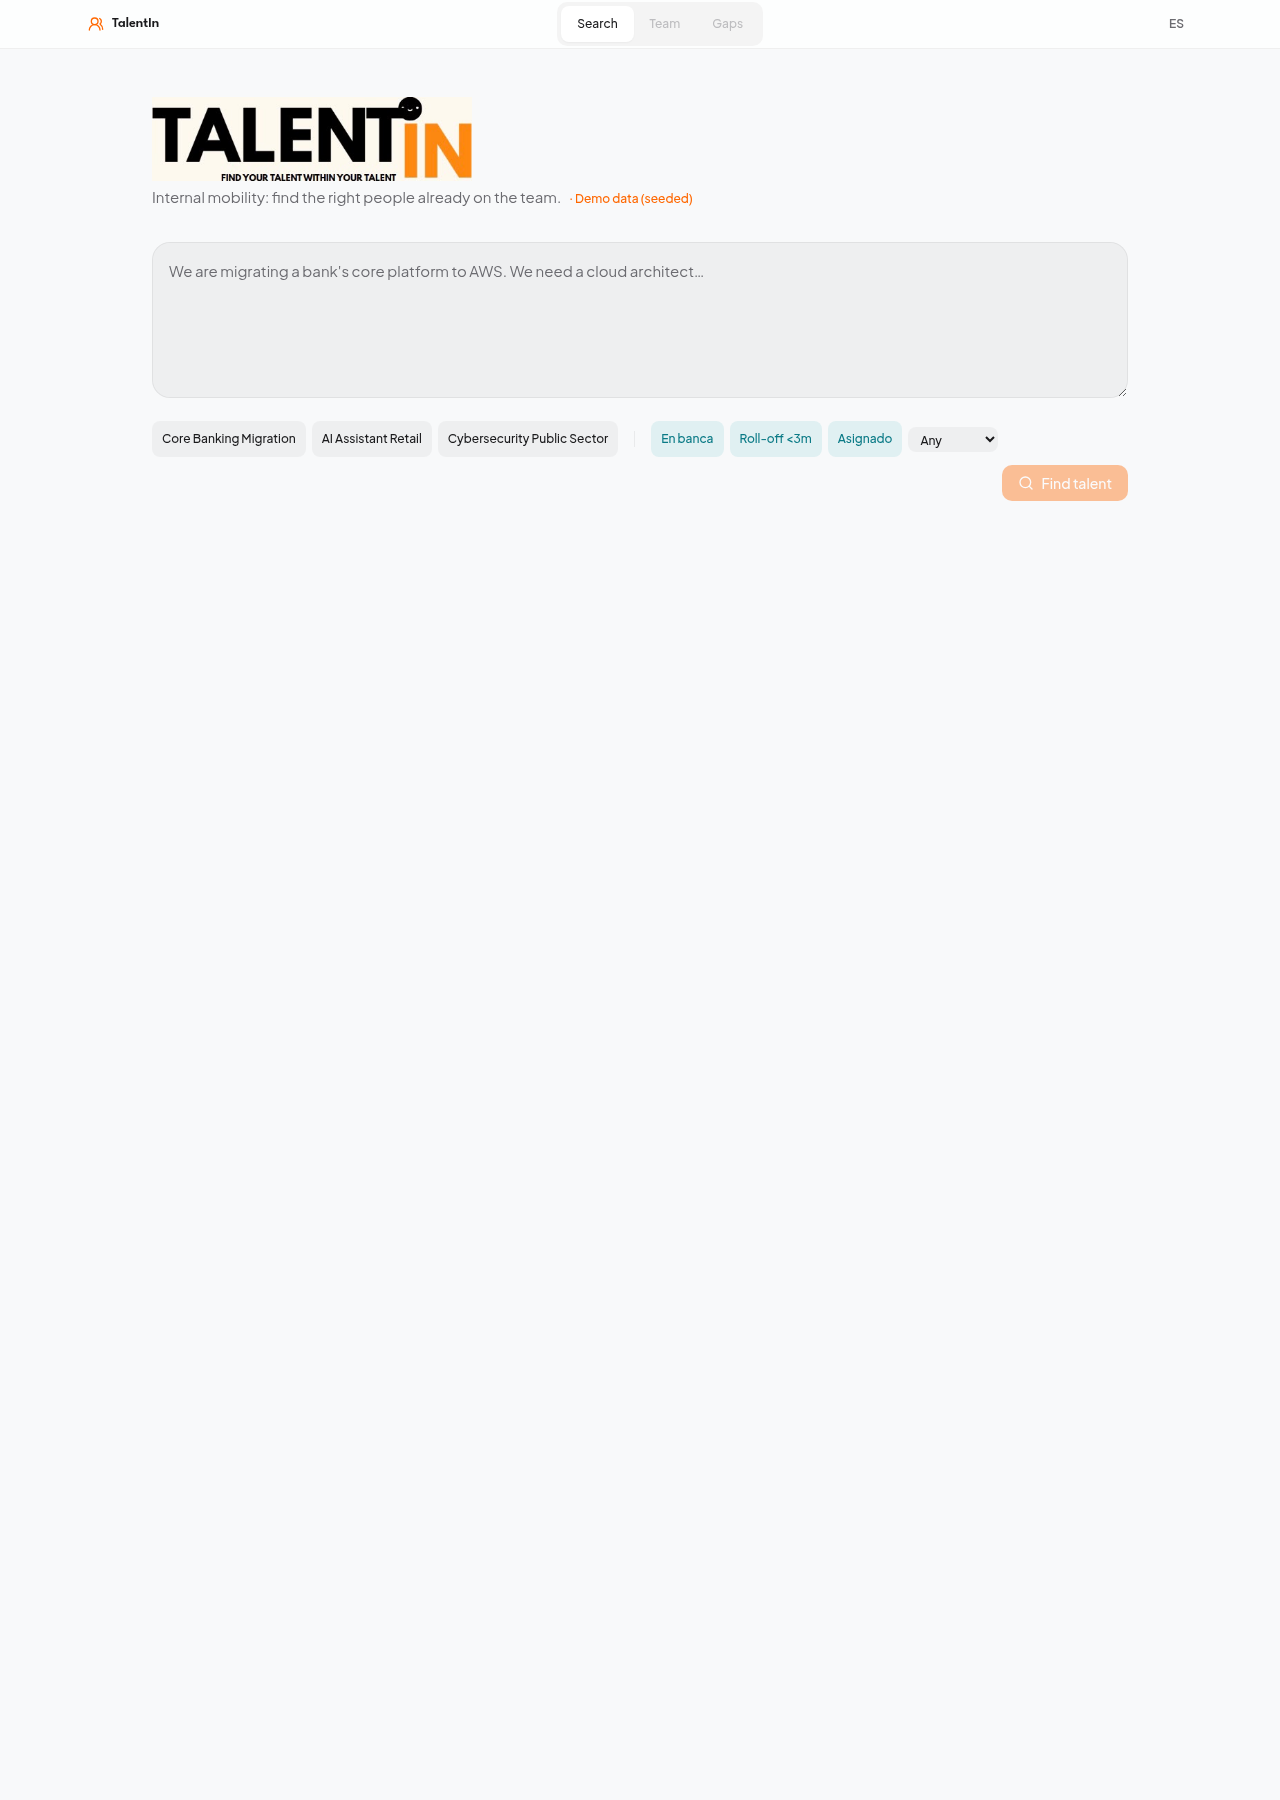 TalentIn
Search Team Gaps
ES
TALENTIN
FIND YOUR TALENT WITHIN YOUR TALENT
Internal mobility: find the right people already on the team. · Demo data (seeded)
We are migrating a bank's core platform to AWS. We need a cloud architect…
Core Banking Migration AI Assistant Retail Cybersecurity Public Sector En banca Roll-off <3m Asignado Any
Find talent